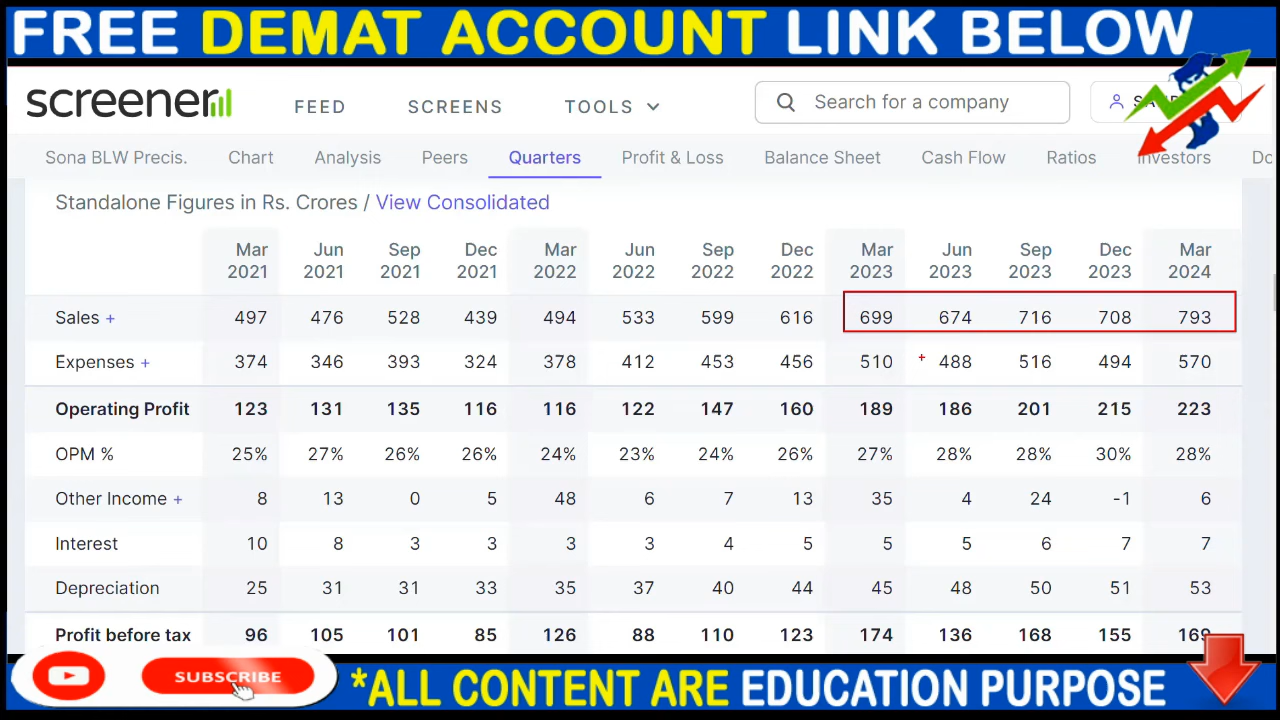 FREE DEMAT ACCOUNT LINK BELOW
screener
FEED SCREENS TOOLS Search for a company
Sona BLW Precis. Chart Analysis Peers Quarters Profit & Loss Balance Sheet Cash Flow Ratios Investors
Standalone Figures in Rs. Crores / View Consolidated
Mar 2021 Jun 2021 Sep 2021 Dec 2021 Mar 2022 Jun 2022 Sep 2022 Dec 2022 Mar 2023 Jun 2023 Sep 2023 Dec 2023 Mar 2024
Sales + 497 476 528 439 494 533 599 616 699 674 716 708 793
Expenses + 374 346 393 324 378 412 453 456 510 + 488 516 494 570
Operating Profit 123 131 135 116 116 122 147 160 189 186 201 215 223
OPM % 25% 27% 26% 26% 24% 23% 24% 26% 27% 28% 28% 30% 28%
Other Income + 8 13 0 5 48 6 7 13 35 4 24 -1 6
Interest 10 8 3 3 3 3 4 5 5 5 6 7 7
Depreciation 25 31 31 33 35 37 40 44 45 48 50 51 53
Profit before tax 96 105 101 85 126 88 110 123 174 136 168 155 169
SUBSCRIBE
*ALL CONTENT ARE EDUCATION PURPOSE